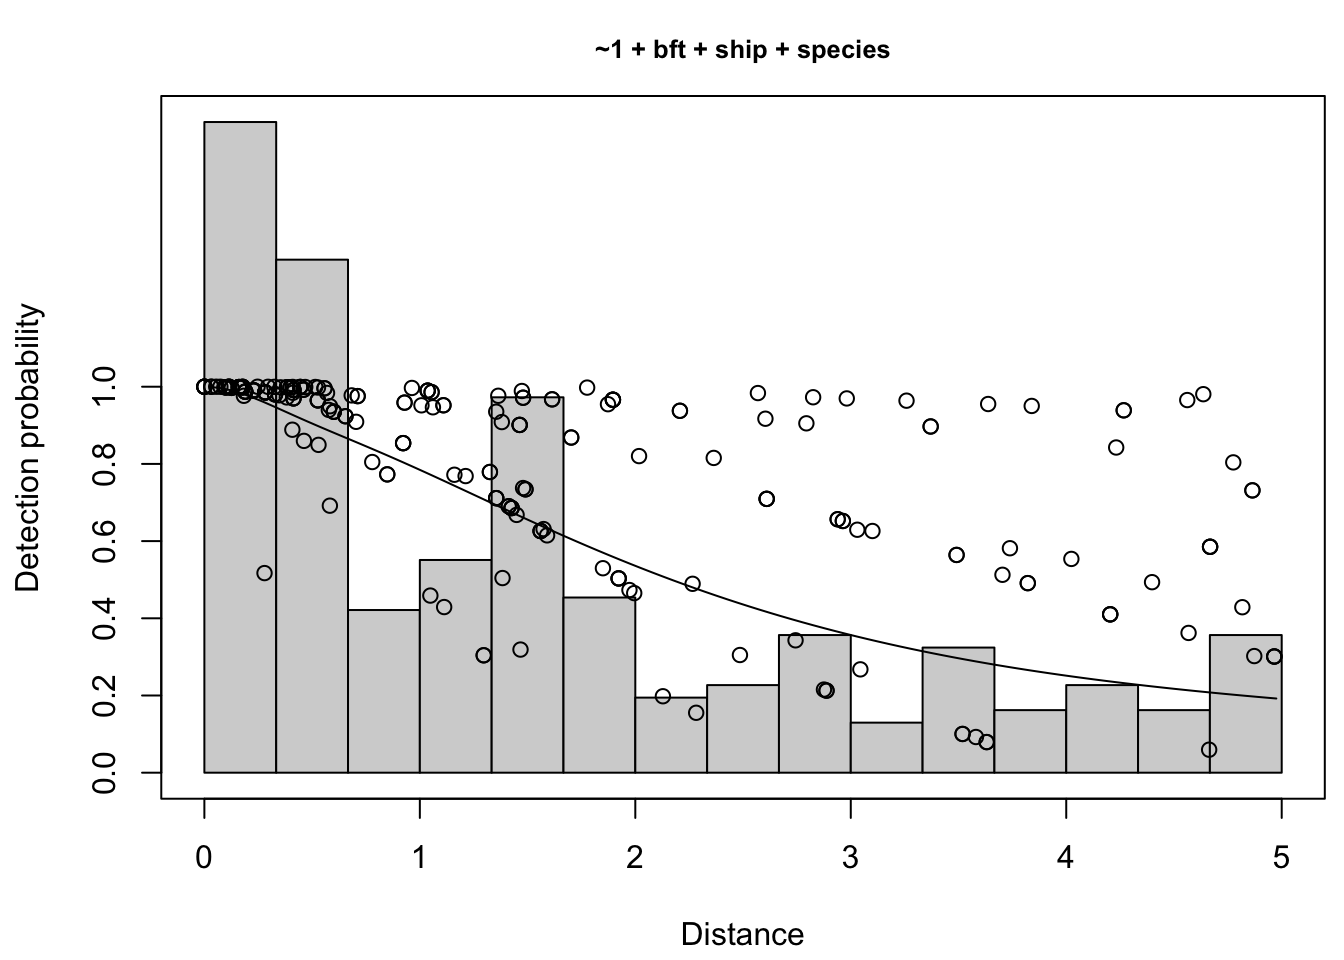 ~1 + bft + ship + species
Detection probability
1.0
0.8
0.6
0.4
0.2
0.0
0 1 2 3 4 5
Distance